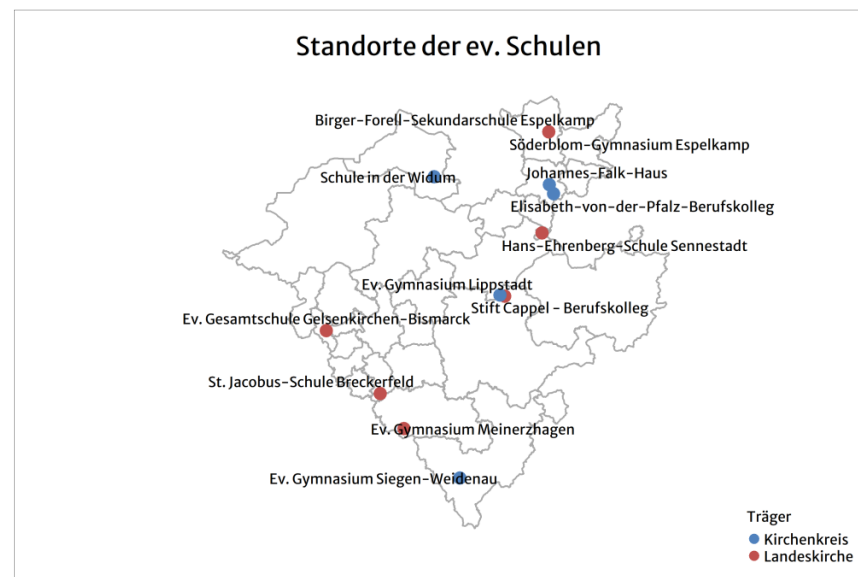 Standorte der ev. Schulen
Birger-Forell-Sekundarschule Espelkamp
Söderblom-Gymnasium Espelkamp
Schule in der Widum
Johannes-Falk-Haus
Elisabeth-von-der-Pfalz-Berufskolleg
Hans-Ehrenberg-Schule Sennestadt
Ev. Gymnasium Lippstadt
Stift Cappel - Berufskolleg
Ev. Gesamtschule Gelsenkirchen-Bismarck
St. Jacobus-Schule Breckerfeld
Ev. Gymnasium Meinerzhagen
Ev. Gymnasium Siegen-Weidenau
Träger
Kirchenkreis
Landeskirche